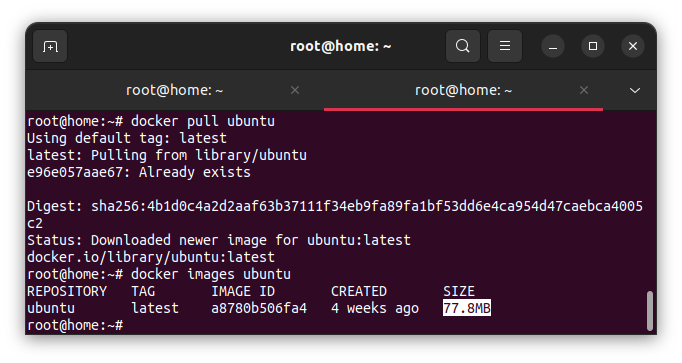 root@home: ~
root@home: ~
root@home: ~
root@home:~# docker pull ubuntu
Using default tag: latest
latest: Pulling from library/ubuntu
e96e057aae67: Already exists
Digest: sha256:4b1d0c4a2d2aaf63b37111f34eb9fa89fa1bf53dd6e4ca954d47caebca4005
c2
Status: Downloaded newer image for ubuntu:latest
docker.io/library/ubuntu:latest
root@home:~# docker images ubuntu
REPOSITORY   TAG       IMAGE ID       CREATED       SIZE
ubuntu       latest    a8780b506fa4   4 weeks ago   77.8MB
root@home:~#